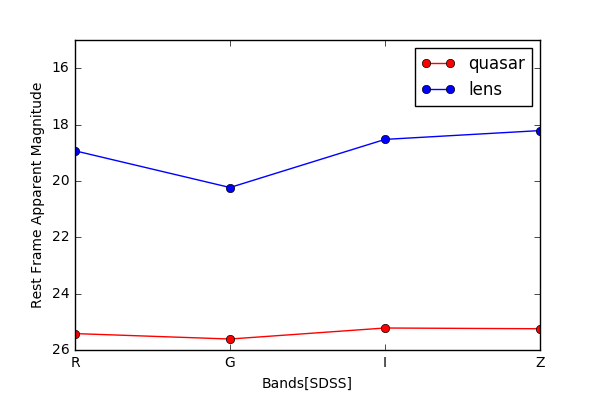 quasar
lens
Rest Frame Apparent Magnitude
16
18
20
22
24
26
R G I Z
Bands[SDSS]